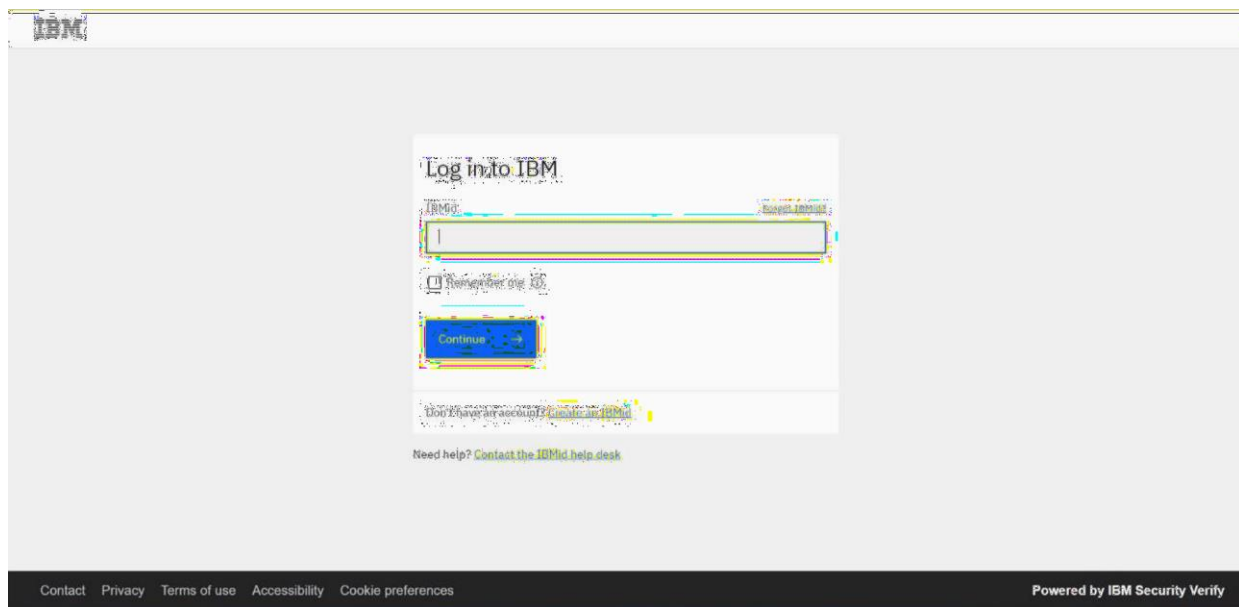 IBM
Log in to IBM
IBMid Forgot IBMid?
Remember me
Continue →
Don't have an account? Create an IBMid
Need help? Contact the IBMid help desk
Contact Privacy Terms of use Accessibility Cookie preferences Powered by IBM Security Verify